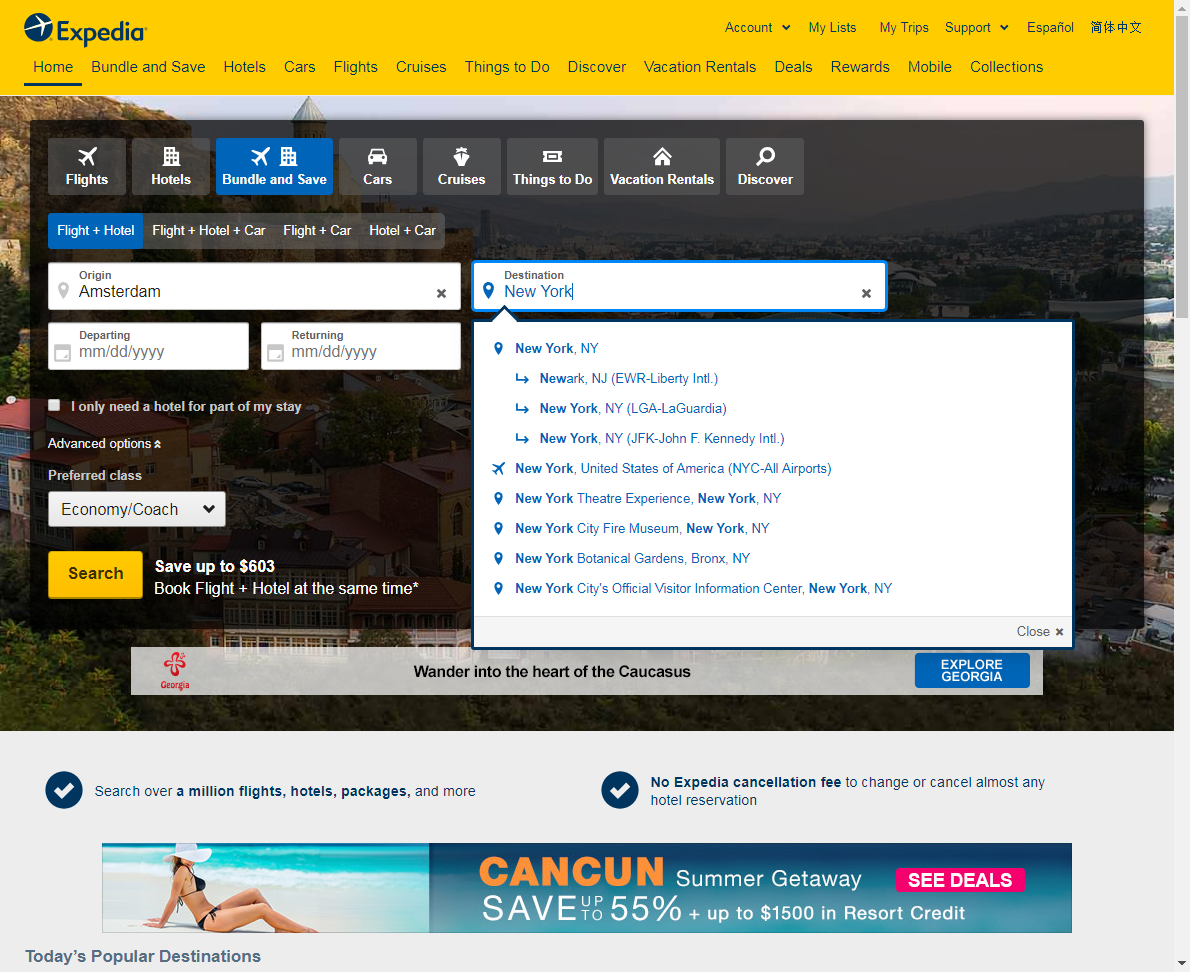 Expedia
Account
My Lists
My Trips
Support
Español
简体中文
Home
Bundle and Save
Hotels
Cars
Flights
Cruises
Things to Do
Discover
Vacation Rentals
Deals
Rewards
Mobile
Collections
Flights
Hotels
Bundle and Save
Cars
Cruises
Things to Do
Vacation Rentals
Discover
Flight + Hotel
Flight + Hotel + Car
Flight + Car
Hotel + Car
Origin
Amsterdam
Destination
New York
Departing
mm/dd/yyyy
Returning
mm/dd/yyyy
I only need a hotel for part of my stay
Advanced options
Preferred class
Economy/Coach
Search
Save up to $603
Book Flight + Hotel at the same time*
New York, NY
Newark, NJ (EWR-Liberty Intl.)
New York, NY (LGA-LaGuardia)
New York, NY (JFK-John F. Kennedy Intl.)
New York, United States of America (NYC-All Airports)
New York Theatre Experience, New York, NY
New York City Fire Museum, New York, NY
New York Botanical Gardens, Bronx, NY
New York City's Official Visitor Information Center, New York, NY
Close
Georgia
Wander into the heart of the Caucasus
EXPLORE
GEORGIA
Search over a million flights, hotels, packages, and more
No Expedia cancellation fee to change or cancel almost any
hotel reservation
CANCUN Summer Getaway
SEE DEALS
SAVE UP TO 55% + up to $1500 in Resort Credit
Today's Popular Destinations